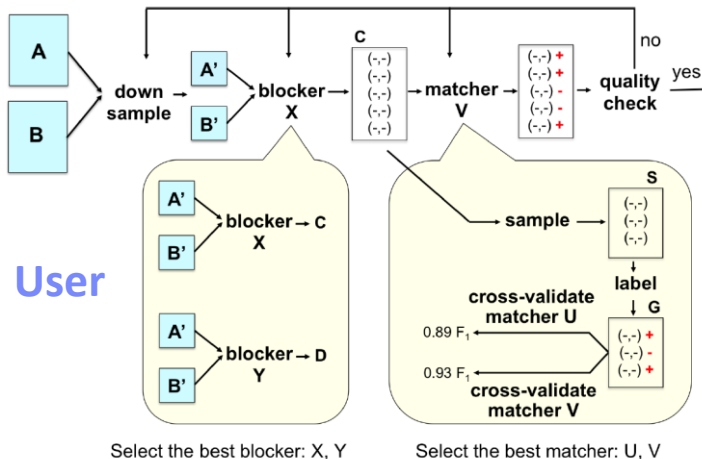 A
B
down
sample
A'
B'
blocker
X
C
(-,-)
(-,-)
(-,-)
(-,-)
(-,-)
matcher
V
(-,-) +
(-,-) +
(-,-) -
(-,-) -
(-,-) +
quality
check
no
yes
User
A'
B'
blocker
X
C
A'
B'
blocker
Y
D
Select the best blocker: X, Y
sample
S
(-,-)
(-,-)
(-,-)
label
G
(-,-) +
(-,-) -
(-,-) +
cross-validate
matcher U
0.89 F₁
0.93 F₁
cross-validate
matcher V
Select the best matcher: U, V